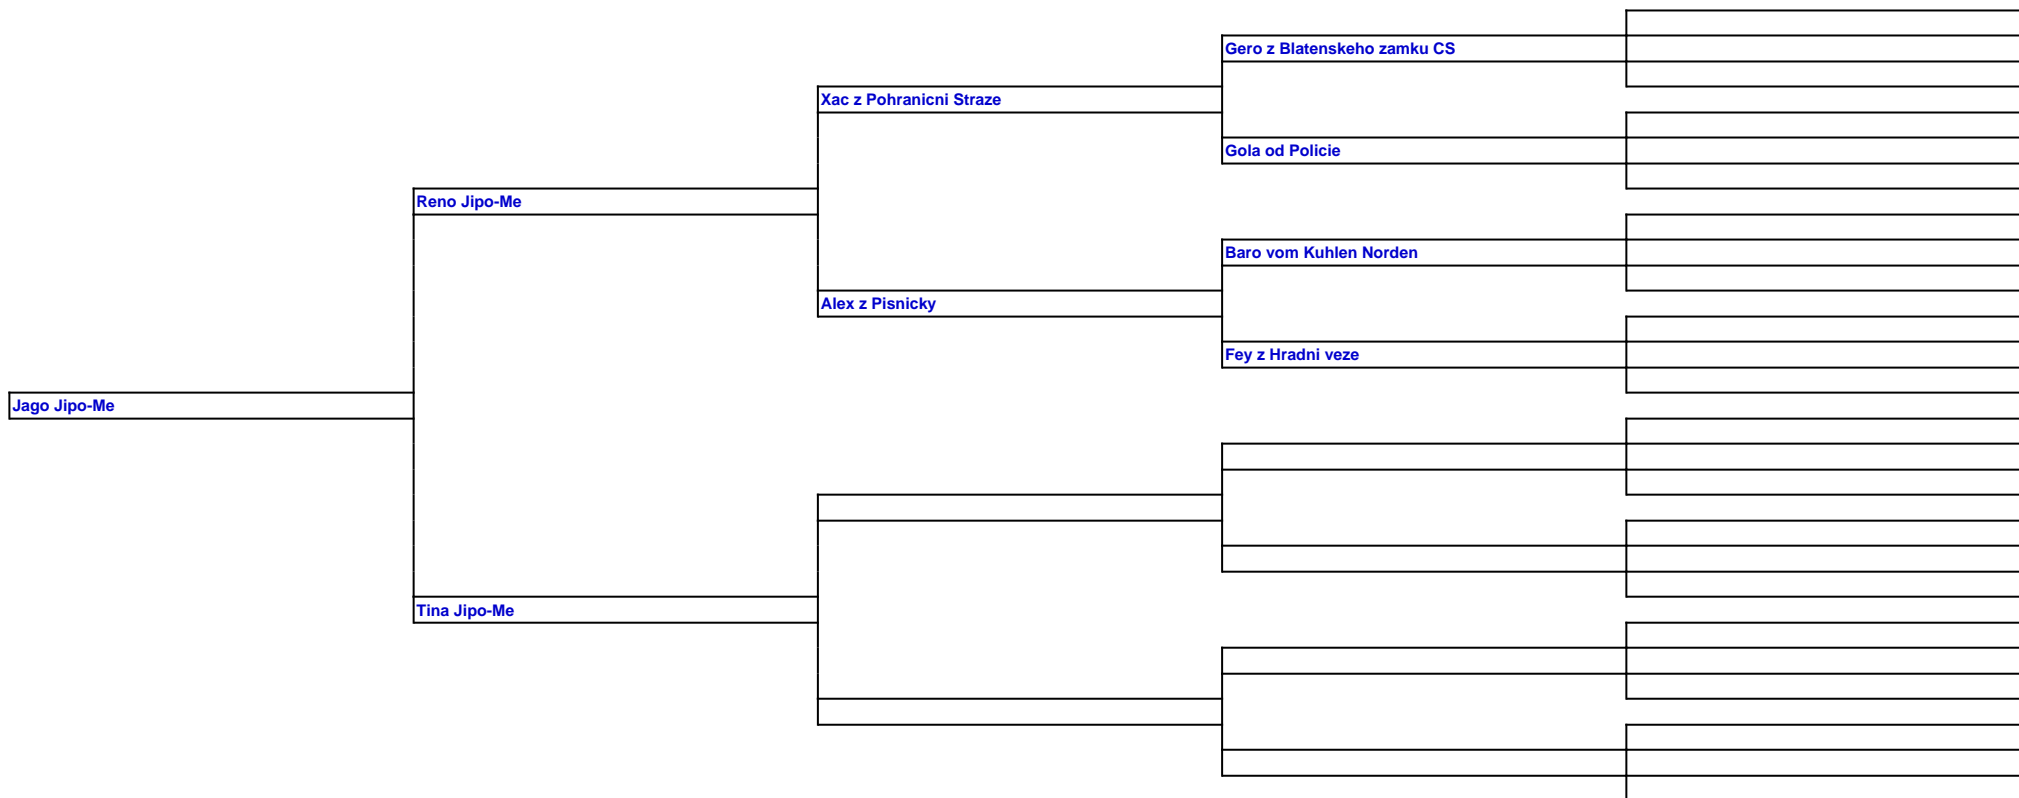 Gero z Blatenskeho zamku CS
Xac z Pohranicni Straze
Gola od Policie
Reno Jipo-Me
Baro vom Kuhlen Norden
Alex z Pisnicky
Fey z Hradni veze
Jago Jipo-Me
Tina Jipo-Me